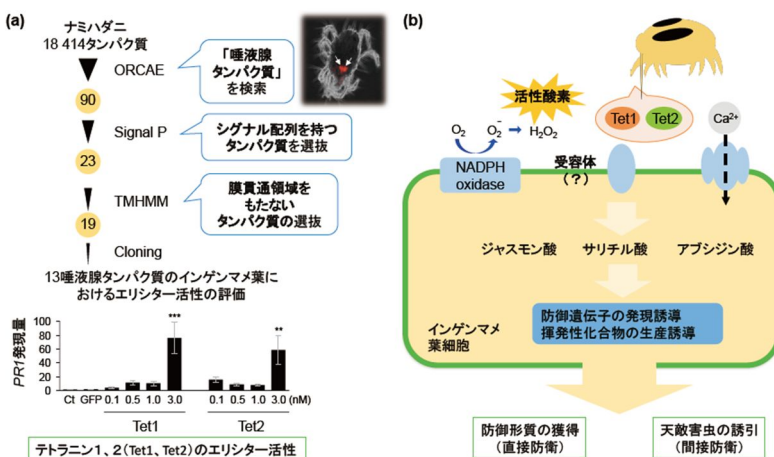 (a)
ナミハダニ
18 414タンパク質
ORCAE
「唾液腺
タンパク質」
を検索
90
Signal P
シグナル配列を持つ
タンパク質を選抜
23
TMHMM
膜貫通領域を
もたない
タンパク質の選抜
19
Cloning
13唾液腺タンパク質のインゲンマメ葉に
おけるエリシター活性の評価
PR1発現量
100
80
60
40
20
0
***
**
Ct GFP 0.1 0.5 1.0 3.0 0.1 0.5 1.0 3.0 (nM)
Tet1 Tet2
テトラニン1、2(Tet1、Tet2)のエリシター活性
(b)
活性酸素
O₂ O₂⁻ H₂O₂
Tet1 Tet2
Ca²⁺
NADPH
oxidase
受容体
(?)
ジャスモン酸 サリチル酸 アブシジン酸
防御遺伝子の発現誘導
揮発性化合物の生産誘導
インゲンマメ
葉細胞
防御形質の獲得
(直接防衛)
天敵害虫の誘引
(間接防衛)